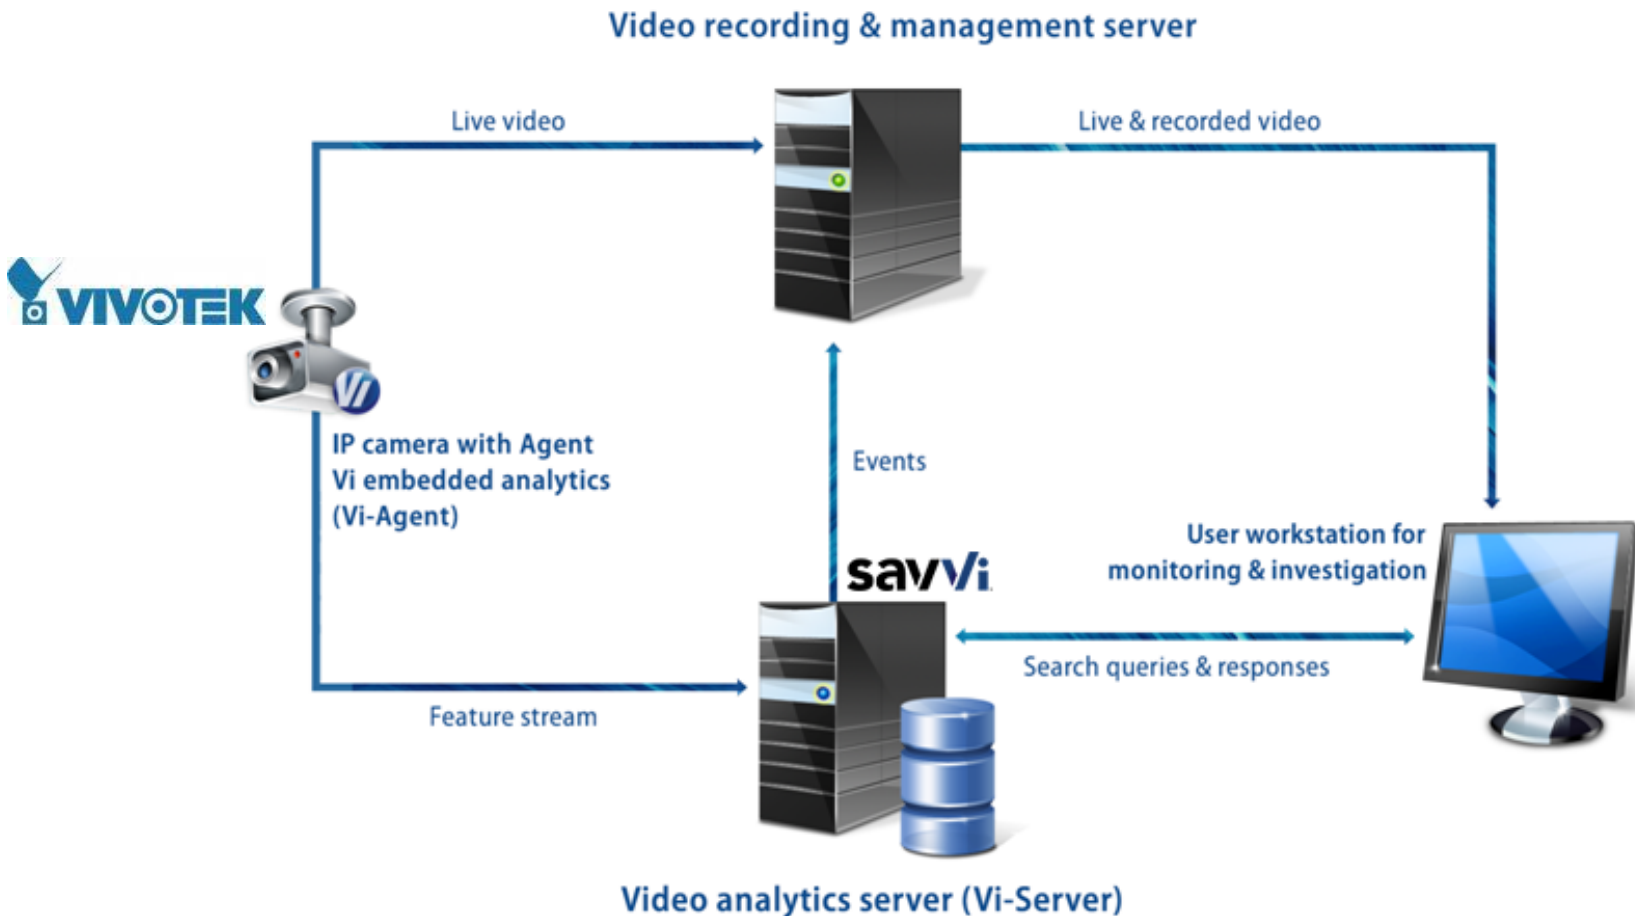 Video recording & management server
Live video
Live & recorded video
VIVOTEK
Vi
IP camera with Agent
Vi embedded analytics
(Vi-Agent)
Events
User workstation for
monitoring & investigation
savVi
Search queries & responses
Feature stream
Video analytics server (Vi-Server)